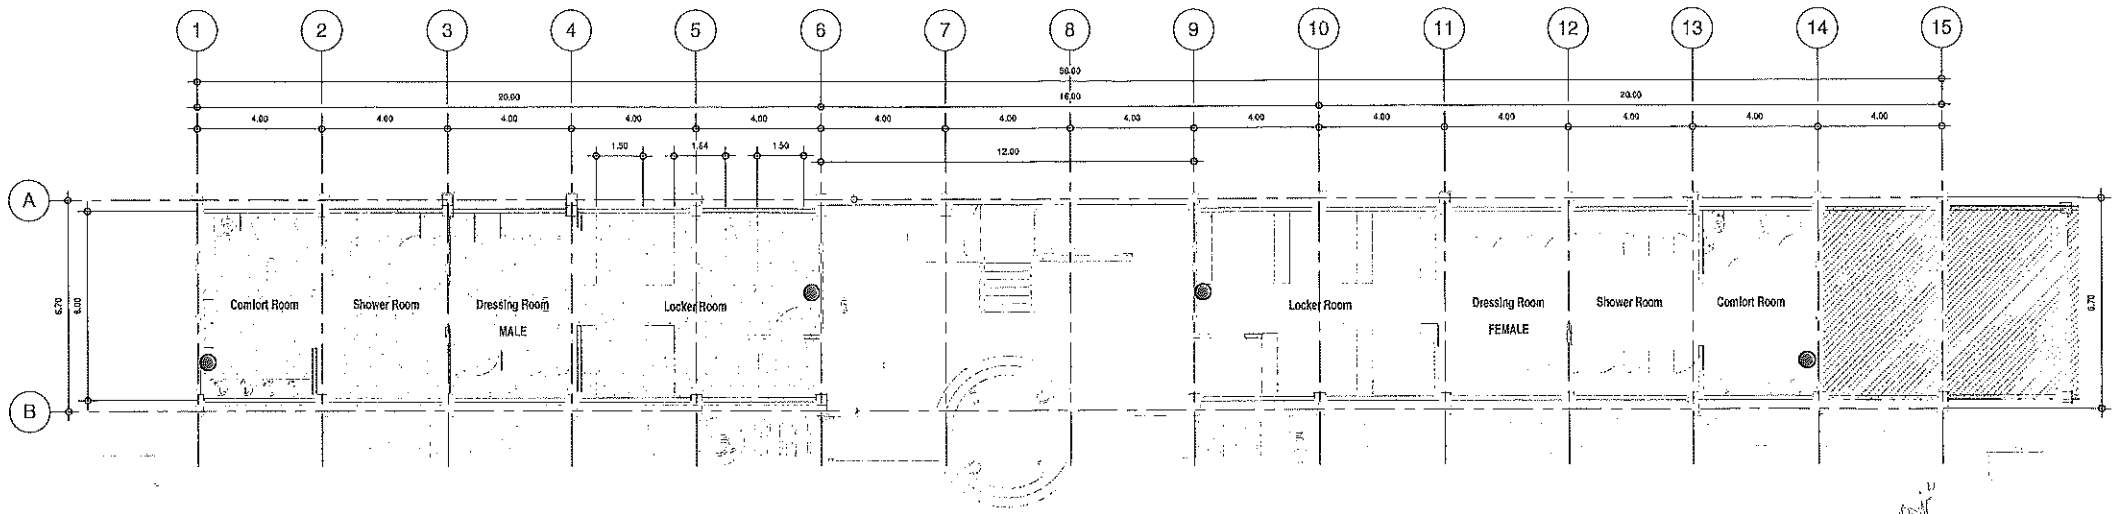 1 2 3 4 5 6 7 8 9 10 11 12 13 14 15
56.00
20.00 16.00 20.00
4.00 4.00 4.00 4.00 4.00 4.00 4.00 4.00 4.00 4.00 4.00 4.00 4.00 4.00
1.50 1.64 1.50 12.00
A
6.70 6.00 6.70
Comfort Room Shower Room Dressing Room Locker Room Locker Room Dressing Room Shower Room Comfort Room
MALE FEMALE
B